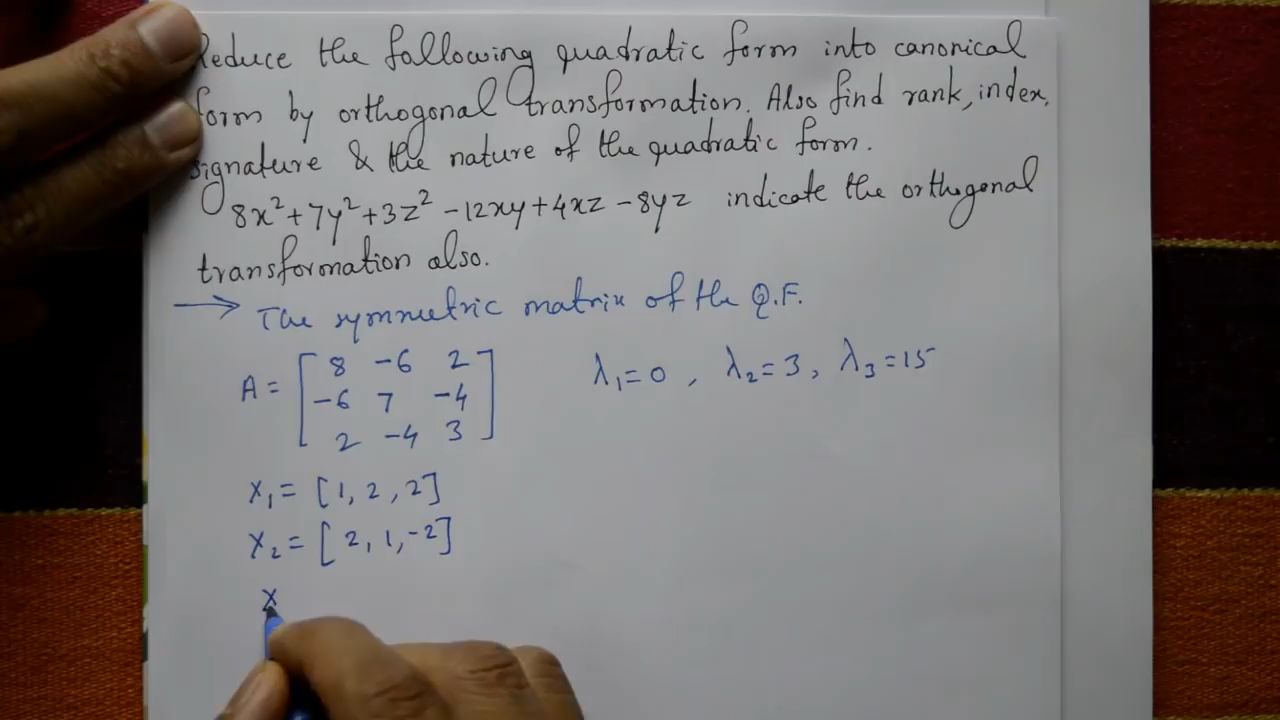 Reduce the following quadratic form into canonical
form by orthogonal transformation. Also find rank, index,
signature & the nature of the quadratic form.
8x² + 7y² + 3z² - 12xy + 4xz - 8yz indicate the orthogonal
transformation also.
→ The symmetric matrix of the Q.F.
A = [ 8 -6 2
-6 7 -4
2 -4 3 ]
λ₁=0, λ₂=3, λ₃=15
X₁ = [1, 2, 2]
X₂ = [2, 1, -2]
X